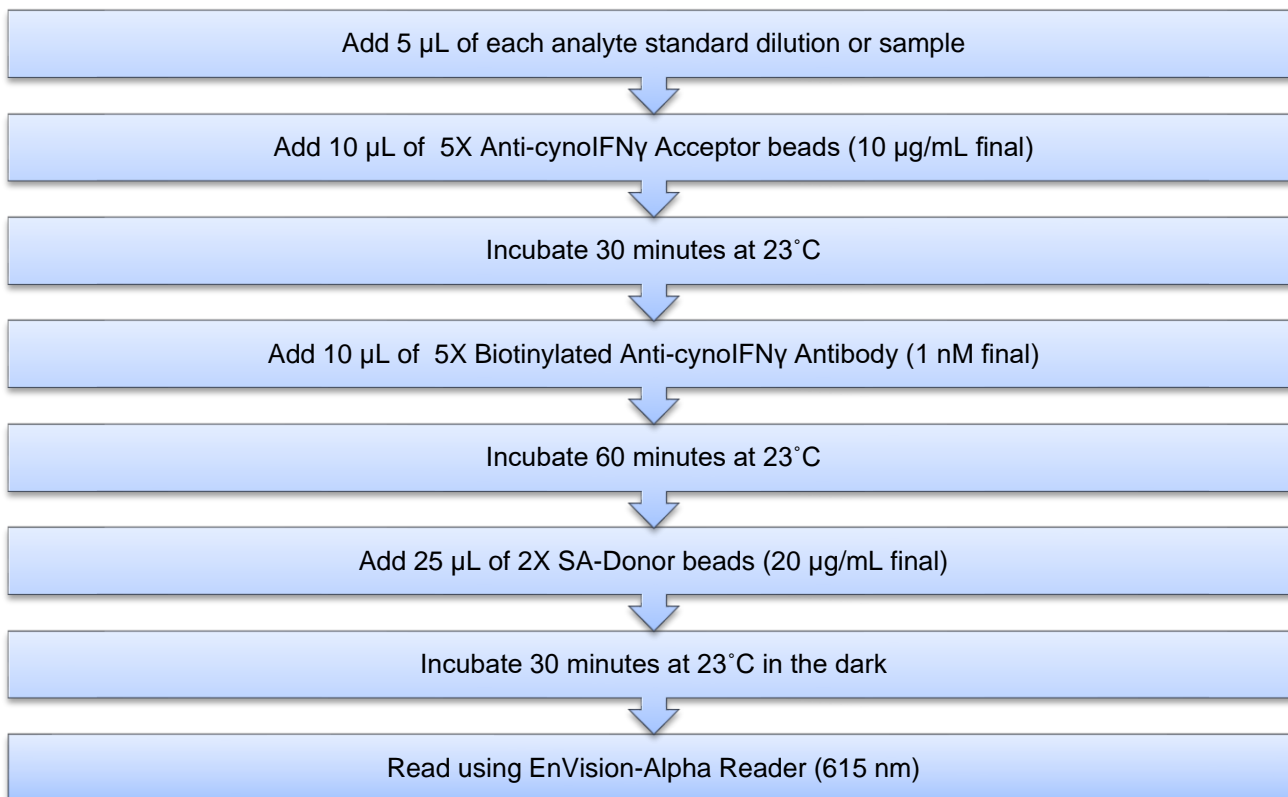 Add 5 µL of each analyte standard dilution or sample
Add 10 µL of  5X Anti-cynoIFNγ Acceptor beads (10 µg/mL final)
Incubate 30 minutes at 23˚C
Add 10 µL of  5X Biotinylated Anti-cynoIFNγ Antibody (1 nM final)
Incubate 60 minutes at 23˚C
Add 25 µL of 2X SA-Donor beads (20 µg/mL final)
Incubate 30 minutes at 23˚C in the dark
Read using EnVision-Alpha Reader (615 nm)